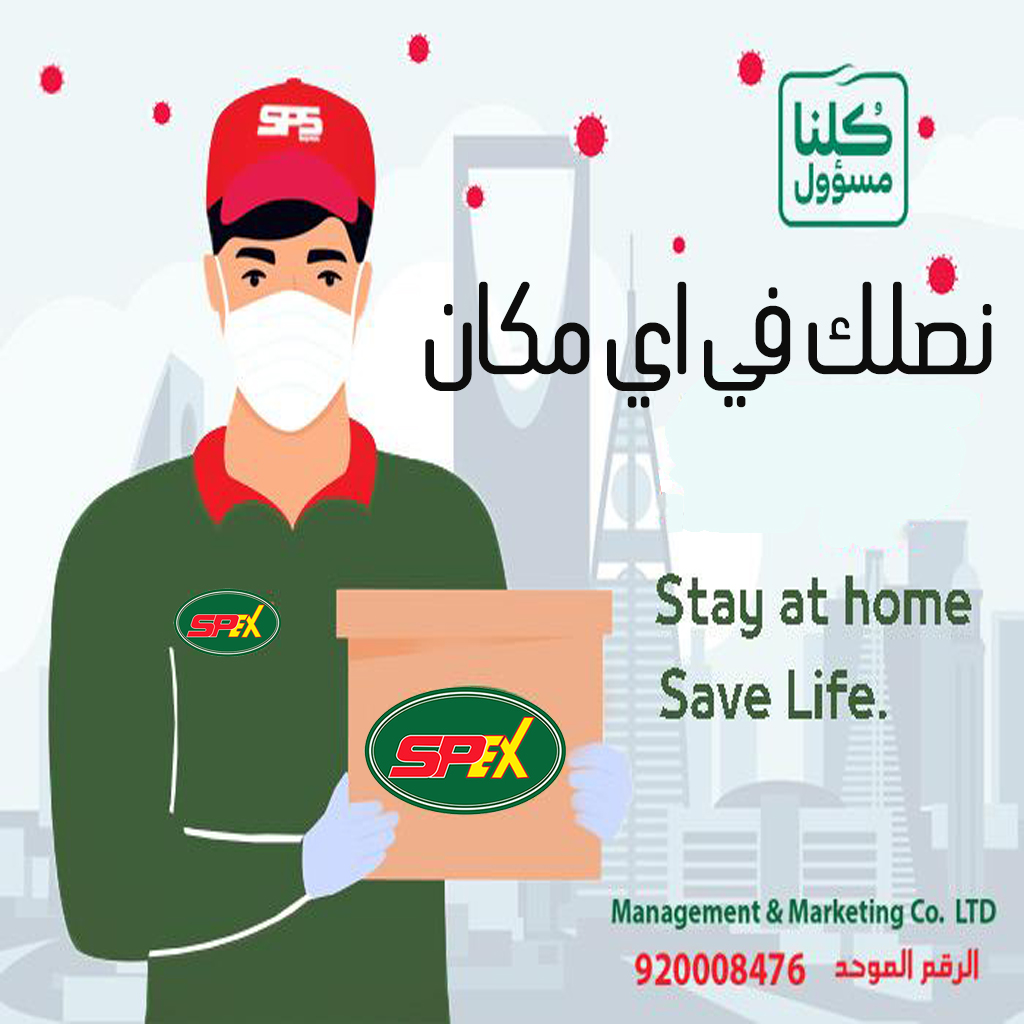 SPS
كُلنا
مسؤول
نصلك في اي مكان
SPEX
SPEX
Stay at home
Save Life.
Management & Marketing Co. LTD
920008476 الرقم الموحد